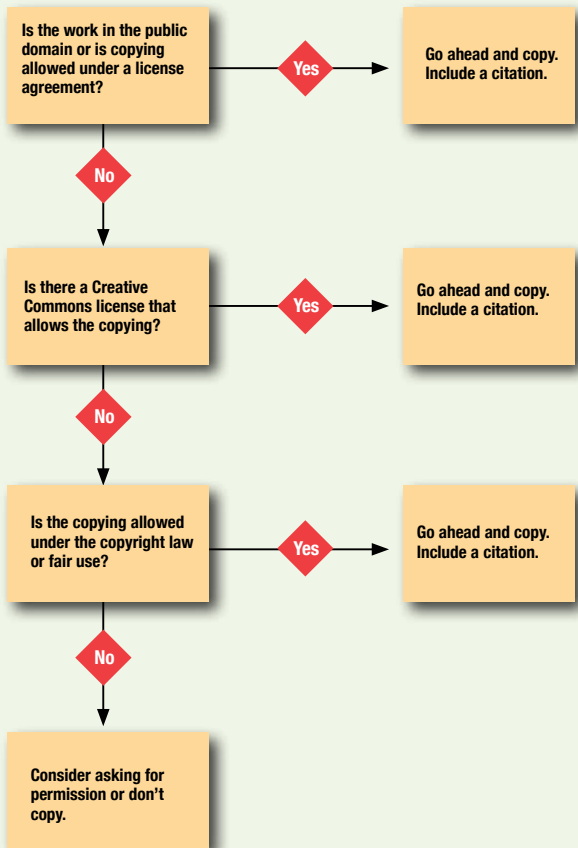 Is the work in the public
domain or is copying
allowed under a license
agreement?
Yes
Go ahead and copy.
Include a citation.
No
Is there a Creative
Commons license that
allows the copying?
Yes
Go ahead and copy.
Include a citation.
No
Is the copying allowed
under the copyright law
or fair use?
Yes
Go ahead and copy.
Include a citation.
No
Consider asking for
permission or don’t
copy.